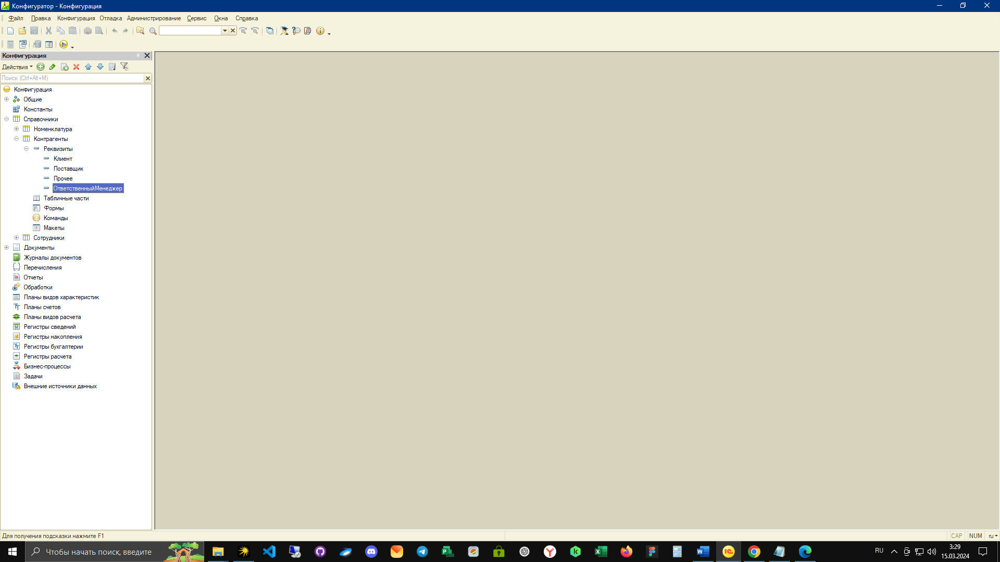 Конфигуратор - Конфигурация
Файл Правка Конфигурация Отладка Администрирование Сервис Окна Справка
Конфигурация
Действия
Поиск (Ctrl+Alt+M)
Конфигурация
Общие
Константы
Справочники
Номенклатура
Контрагенты
Реквизиты
Клиент
Поставщик
Прочее
ОтветственныйМенеджер
Табличные части
Формы
Команды
Макеты
Сотрудники
Документы
Журналы документов
Перечисления
Отчеты
Обработки
Планы видов характеристик
Планы счетов
Планы видов расчета
Регистры сведений
Регистры накопления
Регистры бухгалтерии
Регистры расчета
Бизнес-процессы
Задачи
Внешние источники данных
Для получения подсказки нажмите F1
CAP NUM ru
Чтобы начать поиск, введите
RU
3:29
15.03.2024